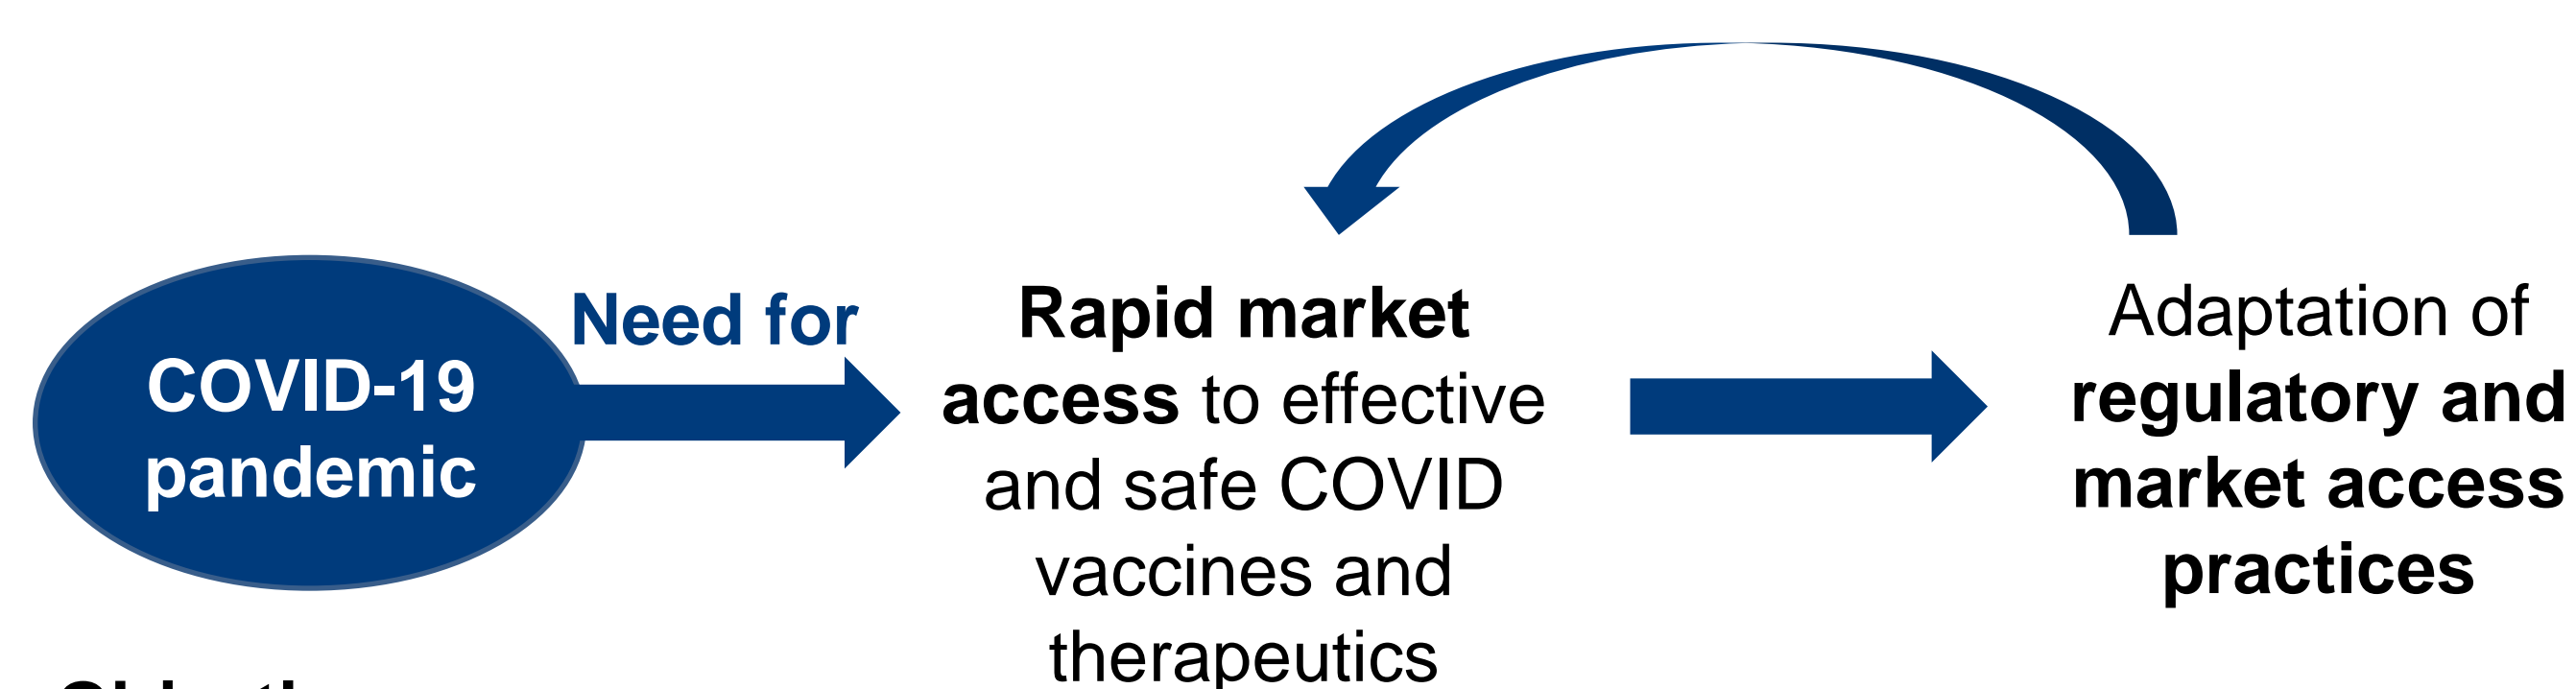 COVID-19
pandemic
Need for
Rapid market
access to effective
and safe COVID
vaccines and
therapeutics
Adaptation of
regulatory and
market access
practices